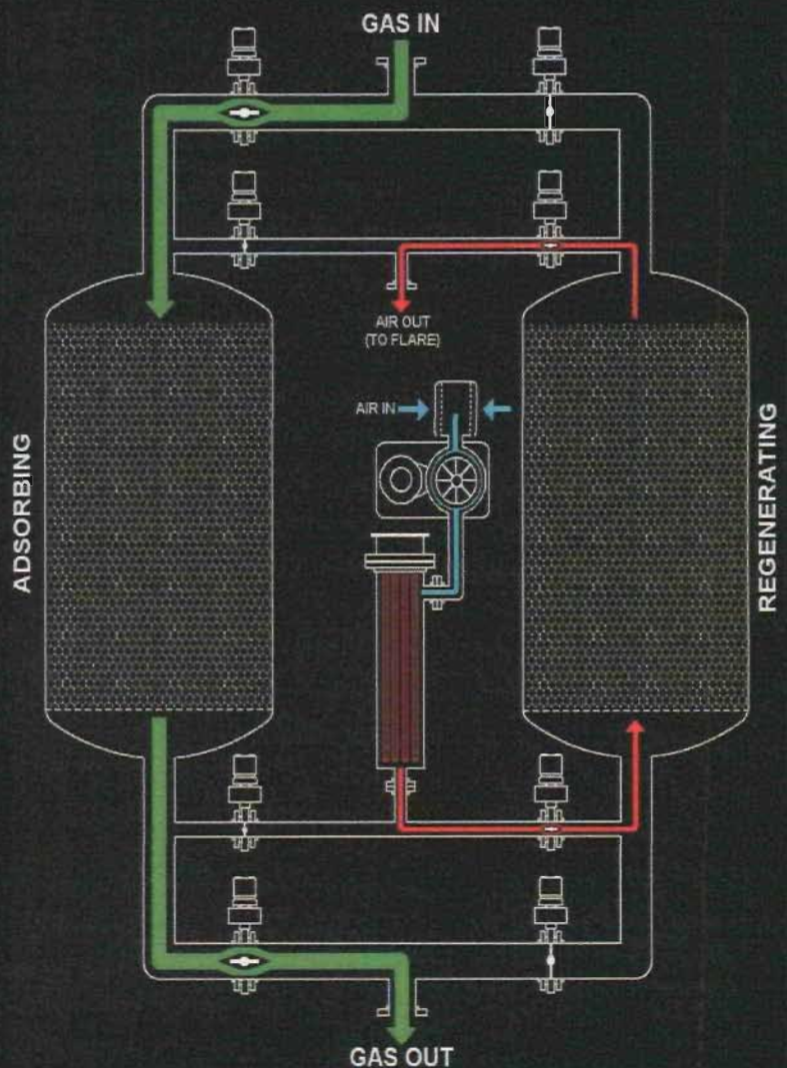 GAS IN
AIR OUT
(TO FLARE)
AIR IN
ADSORBING
REGENERATING
GAS OUT